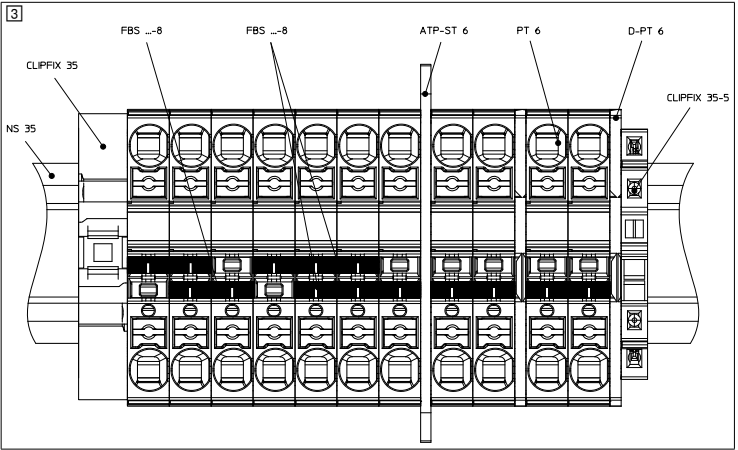 3
FBS ...-8
FBS ...-8
ATP-ST 6
PT 6
D-PT 6
CLIPFIX 35
CLIPFIX 35-5
NS 35